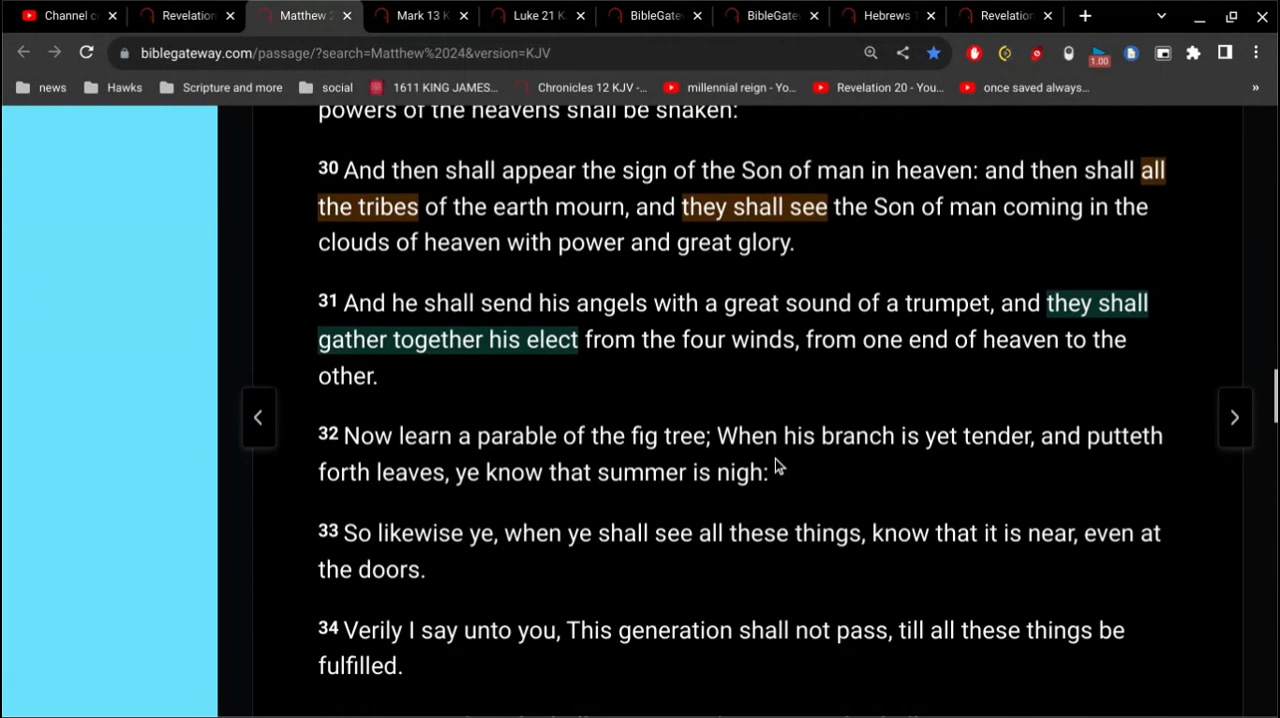 Channel c
Revelation
Matthew 2
Mark 13 K
Luke 21 K
BibleGate
BibleGate
Hebrews 1
Revelation
biblegateway.com/passage/?search=Matthew%2024&version=KJV
1.00
news
Hawks
Scripture and more
social
1611 KING JAMES...
Chronicles 12 KJV -...
millennial reign - Yo...
Revelation 20 - You...
once saved always...
powers of the heavens shall be shaken:
30 And then shall appear the sign of the Son of man in heaven: and then shall all
the tribes of the earth mourn, and they shall see the Son of man coming in the
clouds of heaven with power and great glory.
31 And he shall send his angels with a great sound of a trumpet, and they shall
gather together his elect from the four winds, from one end of heaven to the
other.
32 Now learn a parable of the fig tree; When his branch is yet tender, and putteth
forth leaves, ye know that summer is nigh:
33 So likewise ye, when ye shall see all these things, know that it is near, even at
the doors.
34 Verily I say unto you, This generation shall not pass, till all these things be
fulfilled.